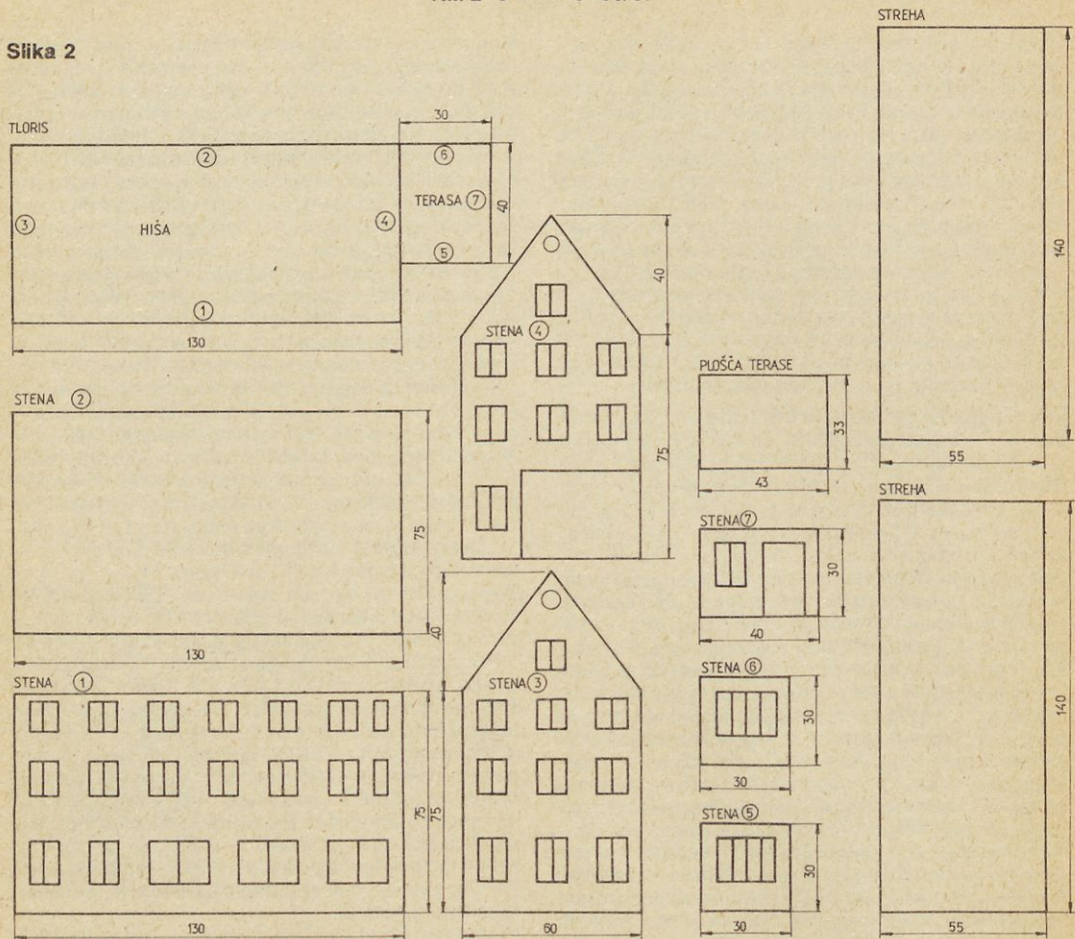 Slika 2
TLORIS
30
②
⑥
③
HIŠA
④
TERASA ⑦
40
⑤
①
130
STENA ②
75
130
STENA ①
75
130
STENA ④
40
75
STENA ③
40
75
60
PLOŠČA TERASE
33
43
STENA ⑦
30
40
STENA ⑥
30
30
STENA ⑤
30
30
STREHA
140
55
STREHA
140
55